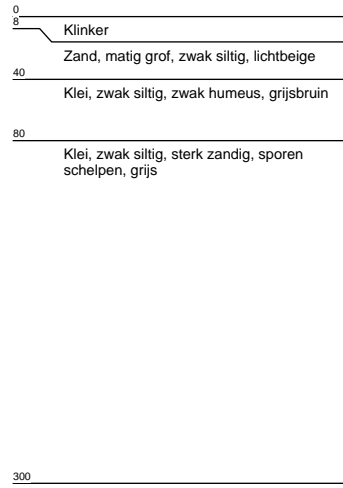 0
8
Klinker
Zand, matig grof, zwak siltig, lichtbeige
40
Klei, zwak siltig, zwak humeus, grijsbruin
80
Klei, zwak siltig, sterk zandig, sporen
schelpen, grijs
300